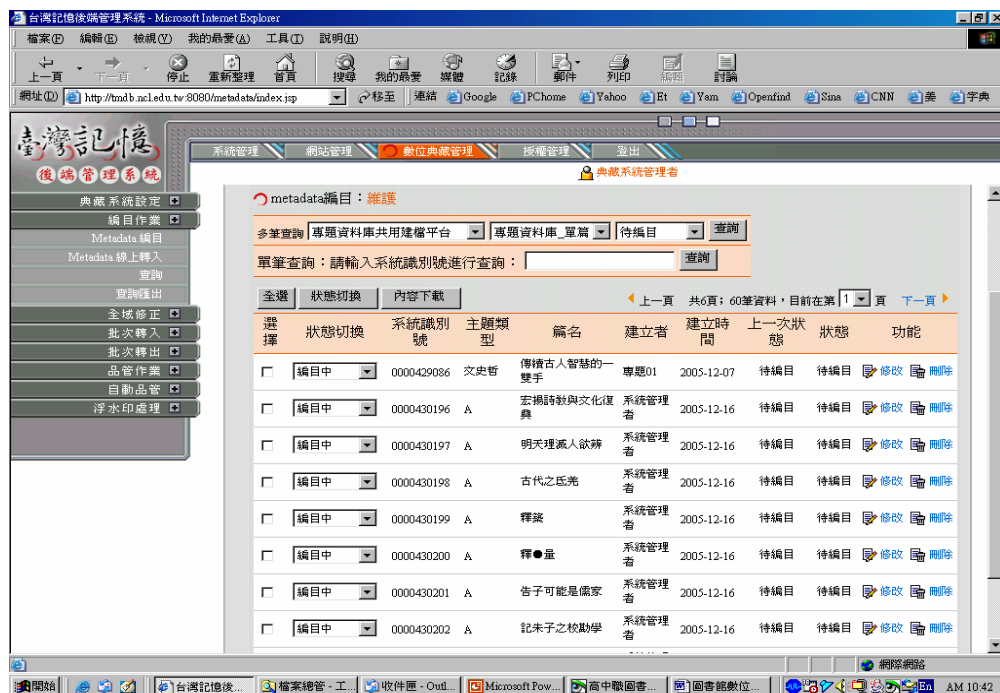 台灣記憶後端管理系統 - Microsoft Internet Explorer
檔案(F) 編輯(E) 檢視(V) 我的最愛(A) 工具(T) 說明(H)
上一頁 下一頁 停止 重新整理 首頁 搜尋 我的最愛 媒體 記錄 郵件 列印 編輯 討論
網址(D) http://tmdb.ncl.edu.tw:8080/metadata/index.jsp 移至 連結 Google PChome Yahoo Et Yam Openfind Sina CNN 美 字典
臺灣記憶
後端管理系統
系統管理 網站管理 數位典藏管理 授權管理 登出
典藏系統管理者
典藏系統設定
編目作業
Metadata 編目
Metadata 線上轉入
查詢
查詢匯出
全域修正
批次轉入
批次轉出
品管作業
自動品管
浮水印處理
metadata編目：維護
多筆查詢 專題資料庫共用建檔平台 專題資料庫_單篇 待編目 查詢
單筆查詢：請輸入系統識別號進行查詢： 查詢
全選 狀態切換 內容下載 上一頁 共6頁; 60筆資料，目前在第 1 頁 下一頁
選擇 狀態切換 系統識別號 主題類型 篇名 建立者 建立時間 上一次狀態 狀態 功能
編目中 0000429086 文史哲 傳續古人智慧的一雙手 專題01 2005-12-07 待編目 待編目 修改 刪除
編目中 0000430196 A 宏揚詩教與文化復興 系統管理者 2005-12-16 待編目 待編目 修改 刪除
編目中 0000430197 A 明天理滅人欲辨 系統管理者 2005-12-16 待編目 待編目 修改 刪除
編目中 0000430198 A 古代之氐羌 系統管理者 2005-12-16 待編目 待編目 修改 刪除
編目中 0000430199 A 釋築 系統管理者 2005-12-16 待編目 待編目 修改 刪除
編目中 0000430200 A 釋●量 系統管理者 2005-12-16 待編目 待編目 修改 刪除
編目中 0000430201 A 告子可能是儒家 系統管理者 2005-12-16 待編目 待編目 修改 刪除
編目中 0000430202 A 記朱子之校勘學 系統管理者 2005-12-16 待編目 待編目 修改 刪除
網際網路
開始 台灣記憶後... 檔案總管 - 工... 收件匣 - Outl... Microsoft Pow... 高中職圖書... 圖書館數位... En AM 10:42